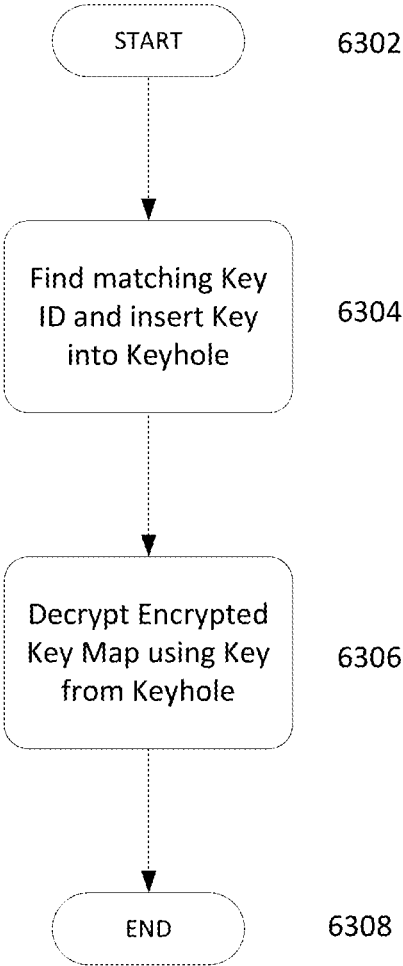 START
6302
Find matching Key
ID and insert Key
into Keyhole
6304
Decrypt Encrypted
Key Map using Key
from Keyhole
6306
END
6308